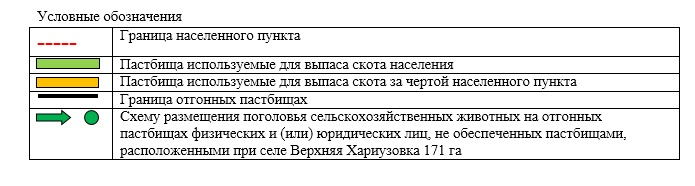 Условные обозначения
Граница населенного пункта
Пастбища используемые для выпаса скота населения
Пастбища используемые для выпаса скота за чертой населенного пункта
Граница отгонных пастбищах
Схему размещения поголовья сельскохозяйственных животных на отгонных
пастбищах физических и (или) юридических лиц, не обеспеченных пастбищами,
расположенными при селе Верхняя Хариузовка 171 га